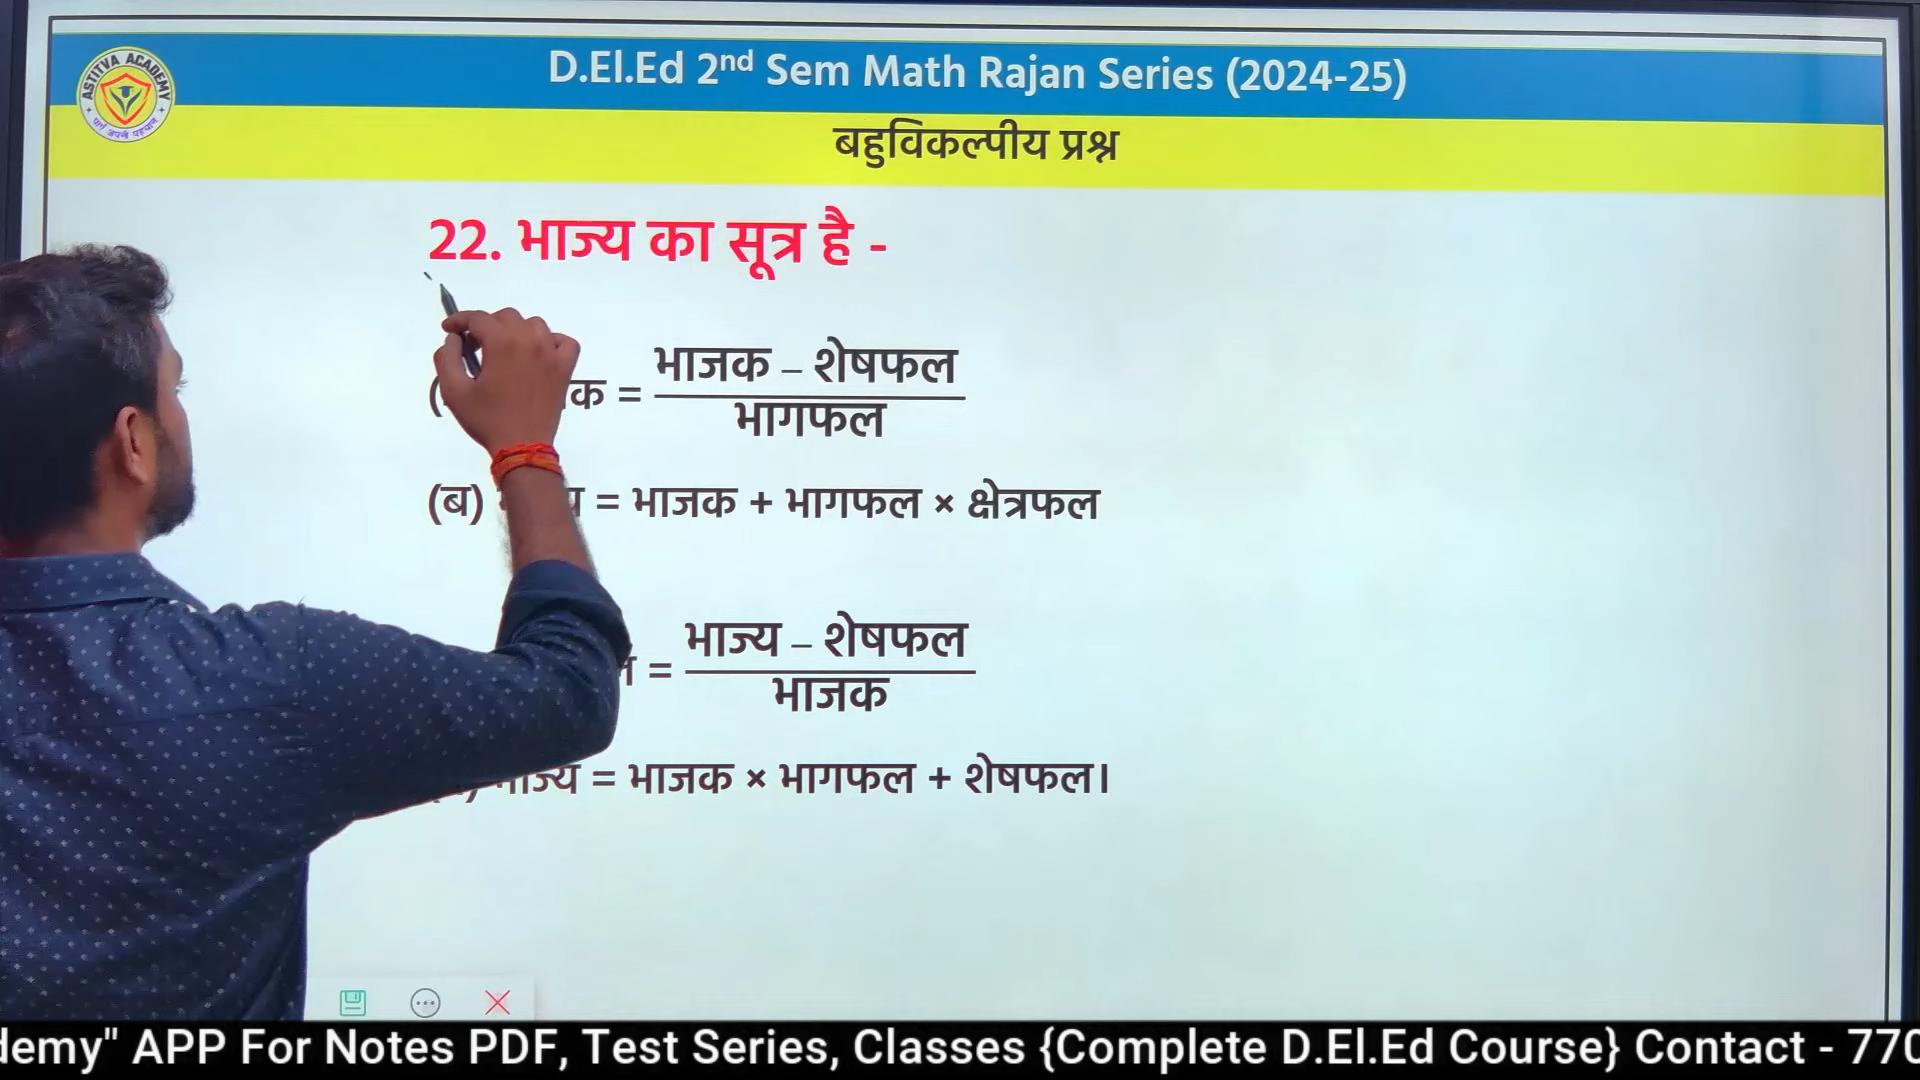 ASTITVA ACADEMY
D.El.Ed 2nd Sem Math Rajan Series (2024-25)
बहुविकल्पीय प्रश्न
22. भाज्य का सूत्र है -
= भाजक – शेषफल
भागफल
(ब) = भाजक + भागफल × क्षेत्रफल
= भाज्य – शेषफल
भाजक
भाज्य = भाजक × भागफल + शेषफल।
demy" APP For Notes PDF, Test Series, Classes {Complete D.El.Ed Course} Contact - 770